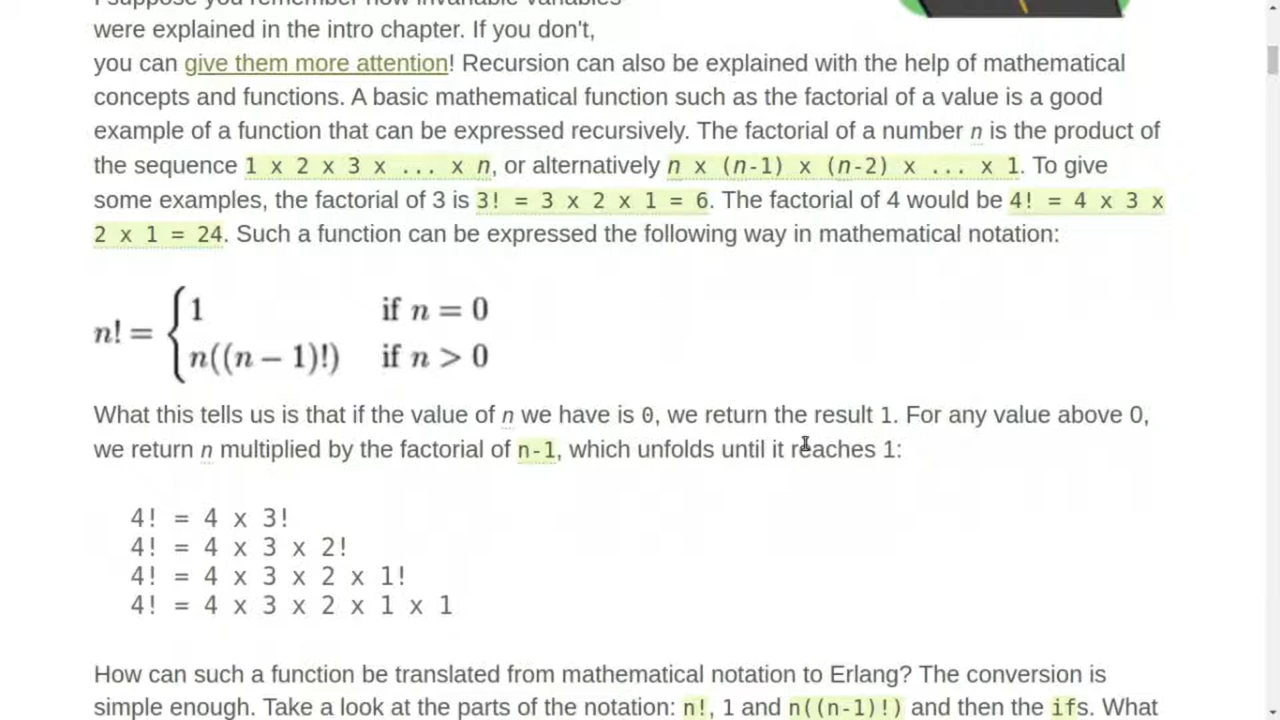 I suppose you remember how invariable variables
were explained in the intro chapter. If you don't,
you can give them more attention! Recursion can also be explained with the help of mathematical
concepts and functions. A basic mathematical function such as the factorial of a value is a good
example of a function that can be expressed recursively. The factorial of a number n is the product of
the sequence 1 x 2 x 3 x ... x n, or alternatively n x (n-1) x (n-2) x ... x 1. To give
some examples, the factorial of 3 is 3! = 3 x 2 x 1 = 6. The factorial of 4 would be 4! = 4 x 3 x
2 x 1 = 24. Such a function can be expressed the following way in mathematical notation:
n! = { 1 if n = 0
n((n − 1)!) if n > 0
What this tells us is that if the value of n we have is 0, we return the result 1. For any value above 0,
we return n multiplied by the factorial of n-1, which unfolds until it reaches 1:
4! = 4 x 3!
4! = 4 x 3 x 2!
4! = 4 x 3 x 2 x 1!
4! = 4 x 3 x 2 x 1 x 1
How can such a function be translated from mathematical notation to Erlang? The conversion is
simple enough. Take a look at the parts of the notation: n!, 1 and n((n-1)!) and then the ifs. What